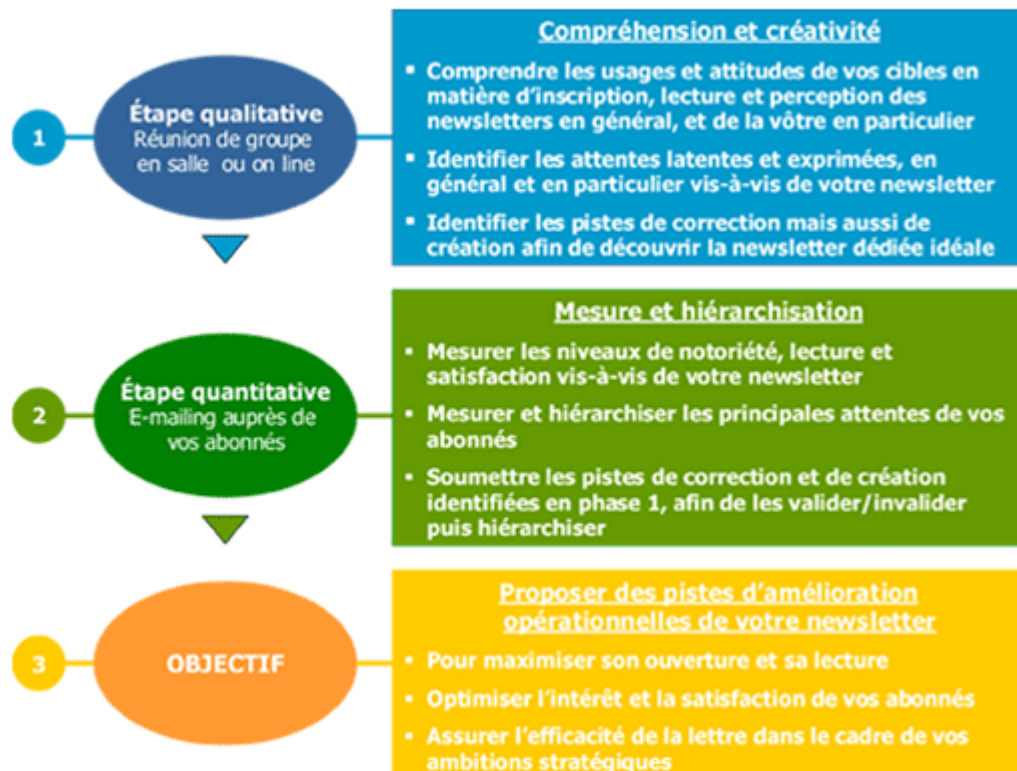 Compréhension et créativité
1
Étape qualitative
Réunion de groupe
en salle ou on line
▪ Comprendre les usages et attitudes de vos cibles en
matière d'inscription, lecture et perception des
newsletters en général, et de la vôtre en particulier
▪ Identifier les attentes latentes et exprimées, en
général et en particulier vis-à-vis de votre newsletter
▪ Identifier les pistes de correction mais aussi de
création afin de découvrir la newsletter dédiée idéale
Mesure et hiérarchisation
2
Étape quantitative
E-mailing auprès de
vos abonnés
▪ Mesurer les niveaux de notoriété, lecture et
satisfaction vis-à-vis de votre newsletter
▪ Mesurer et hiérarchiser les principales attentes de vos
abonnés
▪ Soumettre les pistes de correction et de création
identifiées en phase 1, afin de les valider/invalider
puis hiérarchiser
Proposer des pistes d'amélioration
opérationnelles de votre newsletter
3
OBJECTIF
▪ Pour maximiser son ouverture et sa lecture
▪ Optimiser l'intérêt et la satisfaction de vos abonnés
▪ Assurer l'efficacité de la lettre dans le cadre de vos
ambitions stratégiques